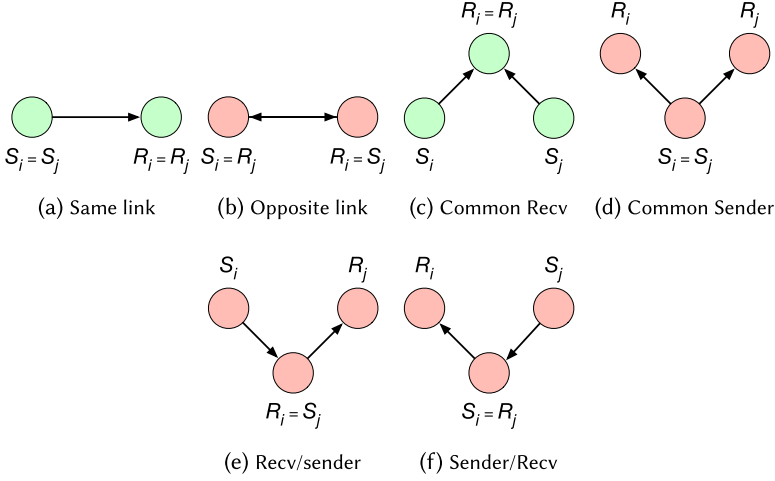 R_i = R_j
R_i R_j
S_i = S_j R_i = R_j S_i = R_j R_i = S_j S_i S_j S_i = S_j
(a) Same link (b) Opposite link (c) Common Recv (d) Common Sender
S_i R_j R_i S_j
R_i = S_j S_i = R_j
(e) Recv/sender (f) Sender/Recv